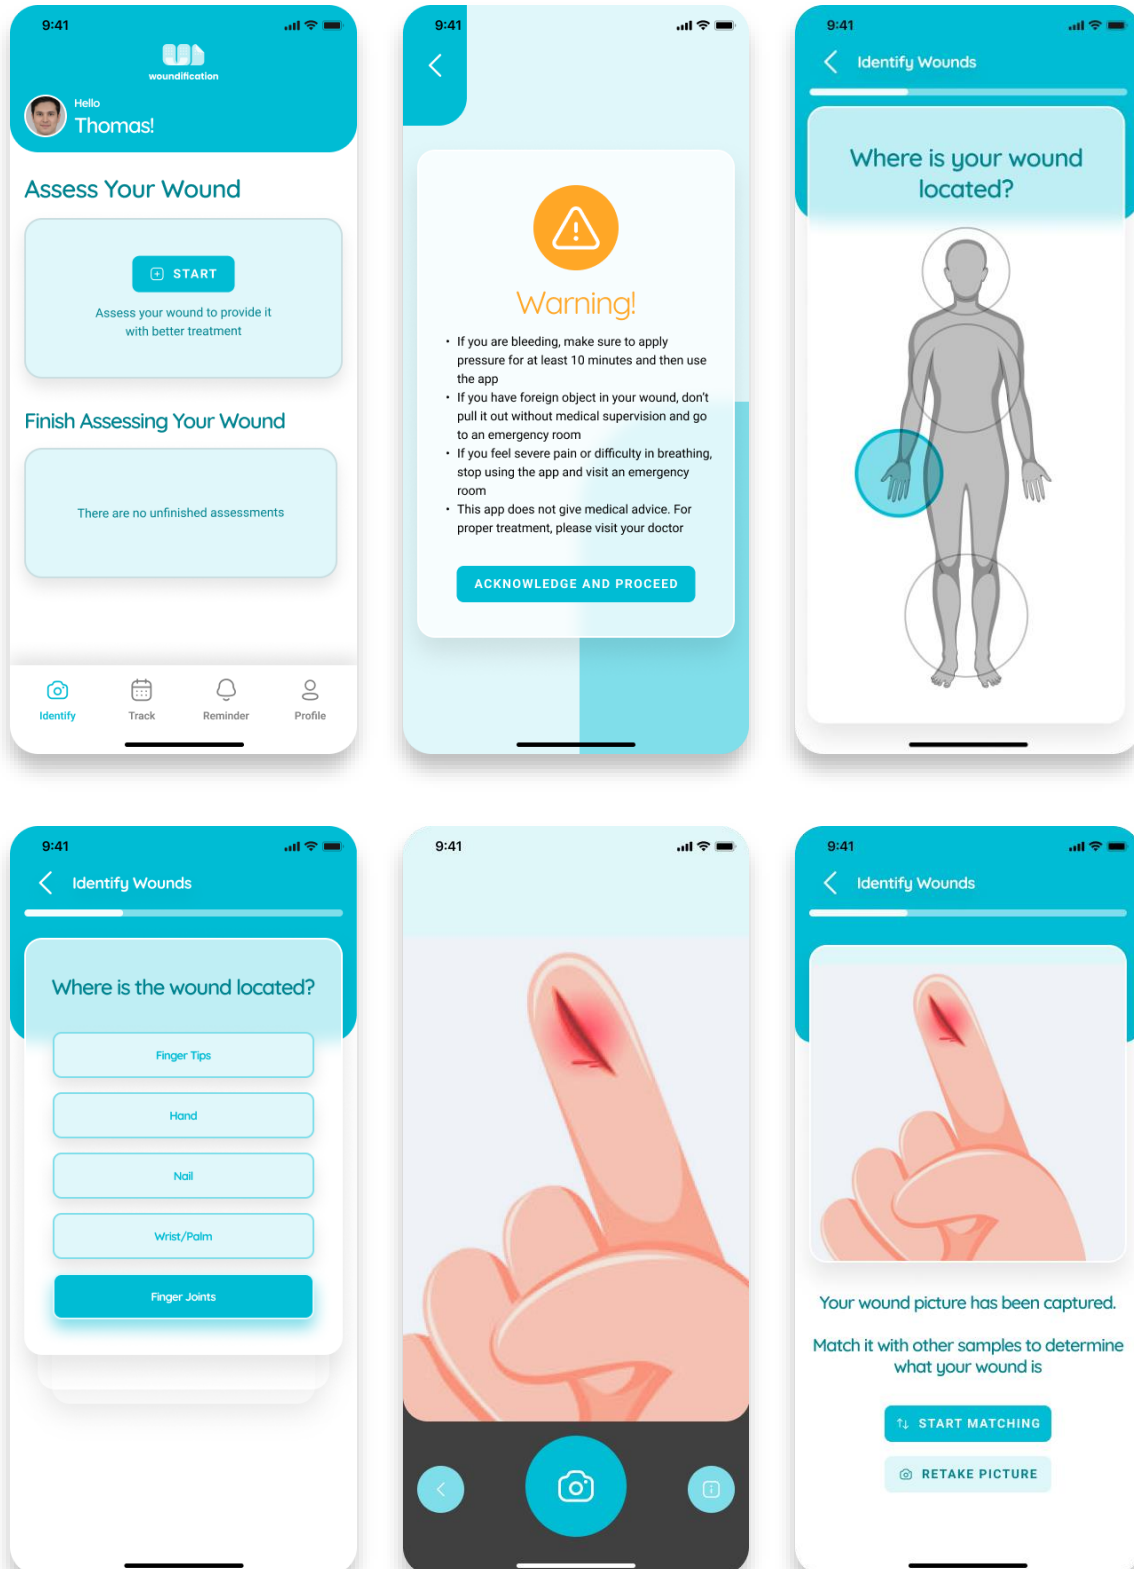 9:41
woundification
Hello
Thomas!
Assess Your Wound
START
Assess your wound to provide it
with better treatment
Finish Assessing Your Wound
There are no unfinished assessments
Identify
Track
Reminder
Profile
9:41
Warning!
• If you are bleeding, make sure to apply
pressure for at least 10 minutes and then use
the app
• If you have foreign object in your wound, don't
pull it out without medical supervision and go
to an emergency room
• If you feel severe pain or difficulty in breathing,
stop using the app and visit an emergency
room
• This app does not give medical advice. For
proper treatment, please visit your doctor
ACKNOWLEDGE AND PROCEED
9:41
Identify Wounds
Where is your wound
located?
9:41
Identify Wounds
Where is the wound located?
Finger Tips
Hand
Nail
Wrist/Palm
Finger Joints
9:41
9:41
Identify Wounds
Your wound picture has been captured.
Match it with other samples to determine
what your wound is
START MATCHING
RETAKE PICTURE